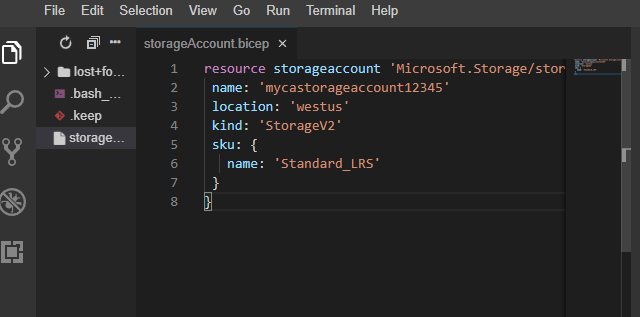 File Edit Selection View Go Run Terminal Help
storageAccount.bicep
lost+fo...
.bash_...
.keep
storage...
1 resource storageaccount 'Microsoft.Storage/stor
2 name: 'mycastorageaccount12345'
3 location: 'westus'
4 kind: 'StorageV2'
5 sku: {
6 name: 'Standard_LRS'
7 }
8 }